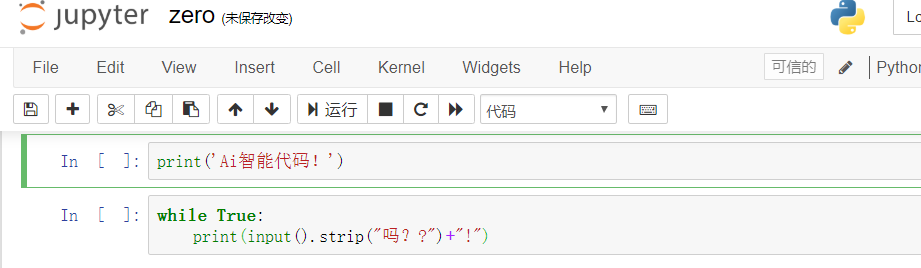 jupyter zero (未保存改变)
Lo
File Edit View Insert Cell Kernel Widgets Help 可信的 Python
运行 代码
In [ ]: print('Ai智能代码！')
In [ ]: while True:
print(input().strip("吗？?")+"!")